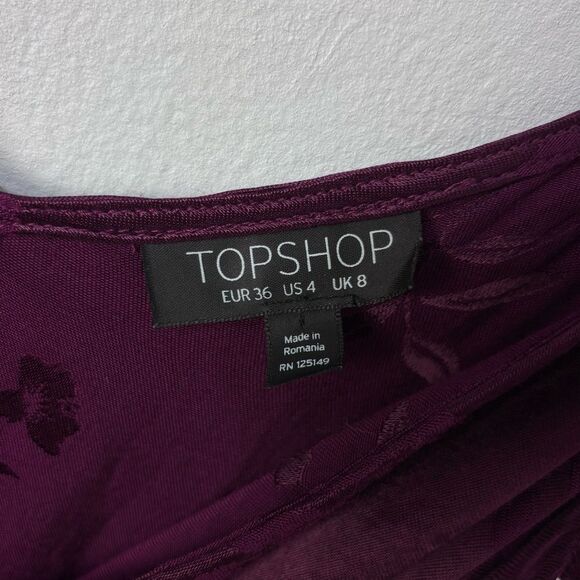 TOPSHOP
EUR 36 US 4 UK 8
Made in
Romania
RN 125149